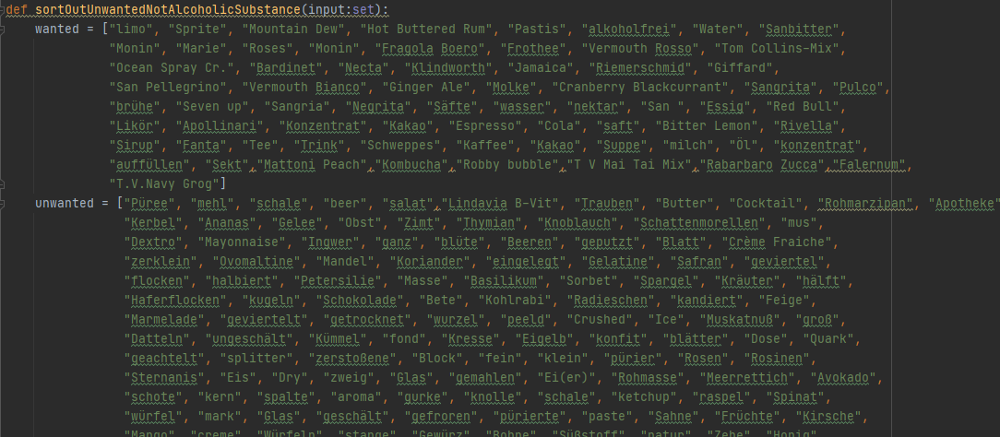 def sortOutUnwantedNotAlcoholicSubstance(input:set):
wanted = ["limo", "Sprite", "Mountain Dew", "Hot Buttered Rum", "Pastis", "alkoholfrei", "Water", "Sanbitter",
"Monin", "Marie", "Roses", "Monin", "Fragola Boero", "Frothee", "Vermouth Rosso", "Tom Collins-Mix",
"Ocean Spray Cr.", "Bardinet", "Necta", "Klindworth", "Jamaica", "Riemerschmid", "Giffard",
"San Pellegrino", "Vermouth Bianco", "Ginger Ale", "Molke", "Cranberry Blackcurrant", "Sangrita", "Pulco",
"brühe", "Seven up", "Sangria", "Negrita", "Säfte", "wasser", "nektar", "San ", "Essig", "Red Bull",
"Likör", "Apollinari", "Konzentrat", "Kakao", "Espresso", "Cola", "saft", "Bitter Lemon", "Rivella",
"Sirup", "Fanta", "Tee", "Trink", "Schweppes", "Kaffee", "Kakao", "Suppe", "milch", "Öl", "konzentrat",
"auffüllen", "Sekt","Mattoni Peach","Kombucha","Robby bubble","T V Mai Tai Mix","Rabarbaro Zucca","Falernum",
"T.V.Navy Grog"]
unwanted = ["Püree", "mehl", "schale", "beer", "salat","Lindavia B-Vit", "Trauben", "Butter", "Cocktail", "Rohmarzipan", "Apotheke"
"Kerbel", "Ananas", "Gelee", "Obst", "Zimt", "Thymian", "Knoblauch", "Schattenmorellen", "mus",
"Dextro", "Mayonnaise", "Ingwer", "ganz", "blüte", "Beeren", "geputzt", "Blatt", "Crème Fraiche",
"zerklein", "Ovomaltine", "Mandel", "Koriander", "eingelegt", "Gelatine", "Safran", "geviertel",
"flocken", "halbiert", "Petersilie", "Masse", "Basilikum", "Sorbet", "Spargel", "Kräuter", "hälft",
"Haferflocken", "kugeln", "Schokolade", "Bete", "Kohlrabi", "Radieschen", "kandiert", "Feige",
"Marmelade", "geviertelt", "getrocknet", "wurzel", "peeld", "Crushed", "Ice", "Muskatnuß", "groß",
"Datteln", "ungeschält", "Kümmel", "fond", "Kresse", "Eigelb", "konfit", "blätter", "Dose", "Quark",
"geachtelt", "splitter", "zerstoßene", "Block", "fein", "klein", "pürier", "Rosen", "Rosinen",
"Sternanis", "Eis", "Dry", "zweig", "Glas", "gemahlen", "Ei(er)", "Rohmasse", "Meerrettich", "Avokado",
"schote", "kern", "spalte", "aroma", "gurke", "knolle", "schale", "ketchup", "raspel", "Spinat",
"würfel", "mark", "Glas", "geschält", "gefroren", "pürierte", "paste", "Sahne", "Früchte", "Kirsche",
"Mango", "creme", "Würfeln", "stange", "Gewürz", "Bohne", "Süßstoff", "natur", "Zehe", "Honig",